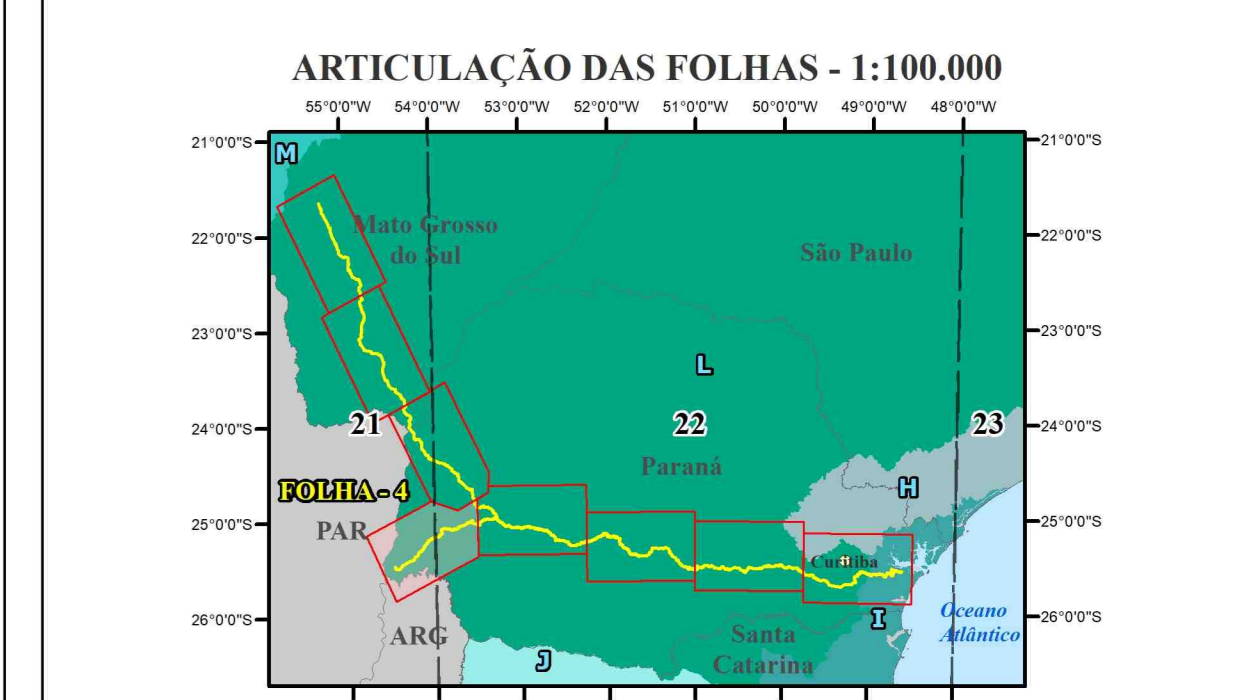 ARTICULAÇÃO DAS FOLHAS - 1:100.000
55°0'0"W 54°0'0"W 53°0'0"W 52°0'0"W 51°0'0"W 50°0'0"W 49°0'0"W 48°0'0"W
21°0'0"S 21°0'0"S
M
Mato Grosso
do Sul
São Paulo
22°0'0"S 22°0'0"S
23°0'0"S 23°0'0"S
L
21 22 23
24°0'0"S 24°0'0"S
Paraná
FOLHA - 4
H
PAR
25°0'0"S 25°0'0"S
Curitiba
26°0'0"S 26°0'0"S
Oceano
Atlântico
I
ARG
Santa
Catarina
J